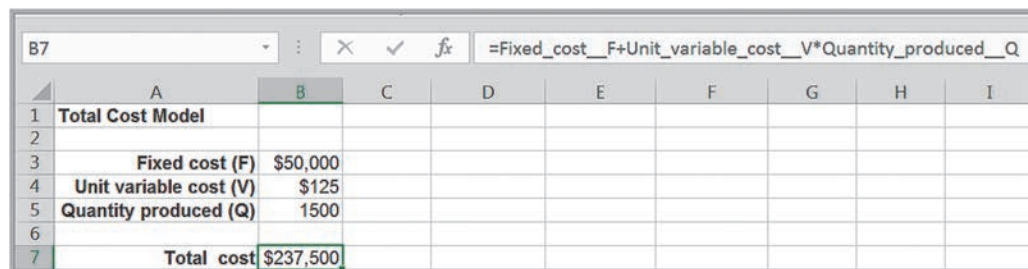 B7 fx =Fixed_cost__F+Unit_variable_cost__V*Quantity_produced__Q
A B C D E F G H I
1 Total Cost Model
2
3 Fixed cost (F) $50,000
4 Unit variable cost (V) $125
5 Quantity produced (Q) 1500
6
7 Total cost $237,500